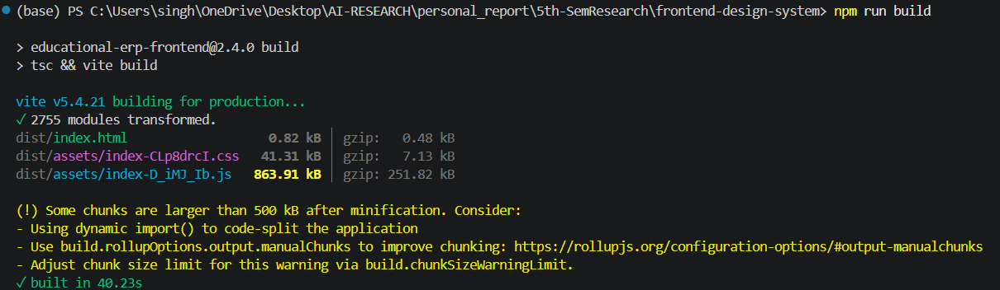 (base) PS C:\Users\singh\OneDrive\Desktop\AI-RESEARCH\personal_report\5th-SemResearch\frontend-design-system> npm run build
> educational-erp-frontend@2.4.0 build
> tsc && vite build
vite v5.4.21 building for production...
✓ 2755 modules transformed.
dist/index.html 0.82 kB │ gzip: 0.48 kB
dist/assets/index-CLp8drcI.css 41.31 kB │ gzip: 7.13 kB
dist/assets/index-D_iMJ_Ib.js 863.91 kB │ gzip: 251.82 kB
(!) Some chunks are larger than 500 kB after minification. Consider:
- Using dynamic import() to code-split the application
- Use build.rollupOptions.output.manualChunks to improve chunking: https://rollupjs.org/configuration-options/#output-manualchunks
- Adjust chunk size limit for this warning via build.chunkSizeWarningLimit.
✓ built in 40.23s